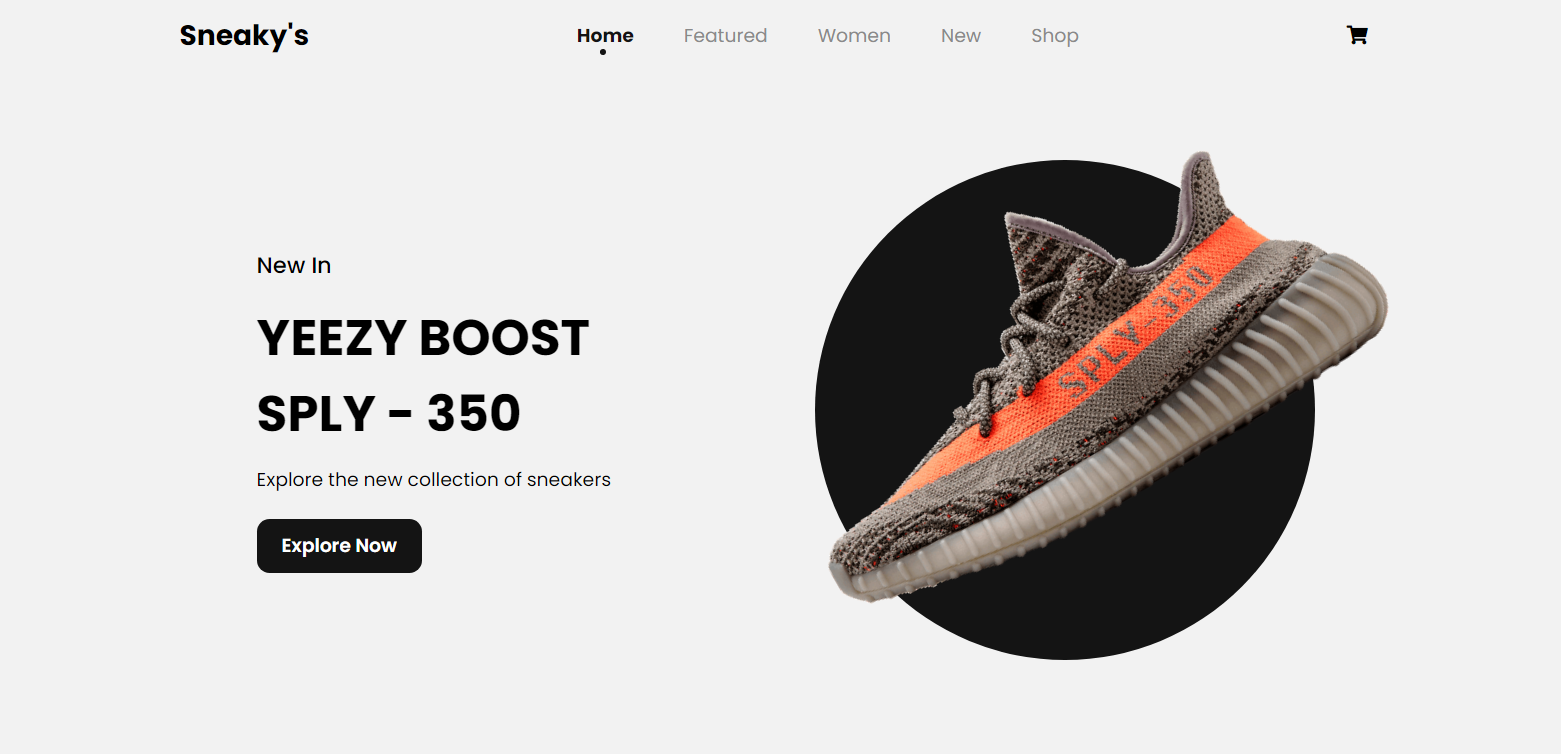 Sneaky's
Home Featured Women New Shop
New In
YEEZY BOOST
SPLY - 350
Explore the new collection of sneakers
Explore Now
SPLY-350